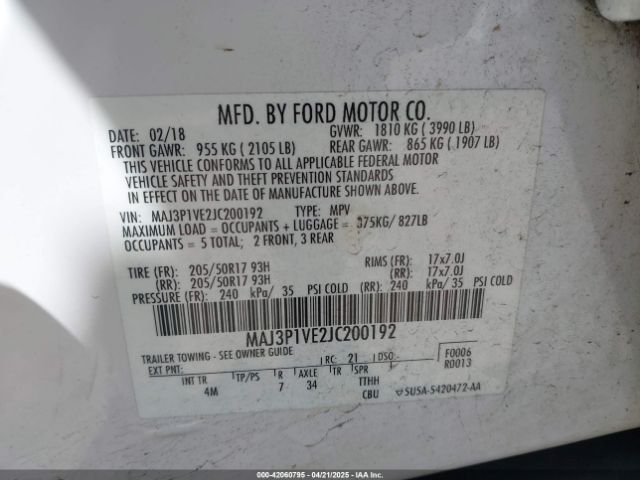 MFD. BY FORD MOTOR CO.
DATE: 02/18 GVWR: 1810 KG ( 3990 LB)
FRONT GAWR: 955 KG ( 2105 LB) REAR GAWR: 865 KG ( 1907 LB)
THIS VEHICLE CONFORMS TO ALL APPLICABLE FEDERAL MOTOR
VEHICLE SAFETY AND THEFT PREVENTION STANDARDS
IN EFFECT ON THE DATE OF MANUFACTURE SHOWN ABOVE.
VIN: MAJ3P1VE2JC200192 TYPE: MPV
MAXIMUM LOAD = OCCUPANTS + LUGGAGE = 375KG/ 827LB
OCCUPANTS = 5 TOTAL; 2 FRONT, 3 REAR
TIRE (FR): 205/50R17 93H RIMS (FR): 17x7.0J
(RR): 205/50R17 93H (RR): 17x7.0J
PRESSURE (FR): 240 kPa/ 35 PSI COLD (RR): 240 kPa/ 35 PSI COLD
MAJ3P1VE2JC200192
TRAILER TOWING - SEE OWNER GUIDE
EXT PNT: RC: 21 DSO: F0006
R0013
INT TR TP/PS R AXLE TR SPR
4M 7 34 TTHH
CBU SU5A-5420472-AA
000-42060795 04/21/2025 IAAI.COM